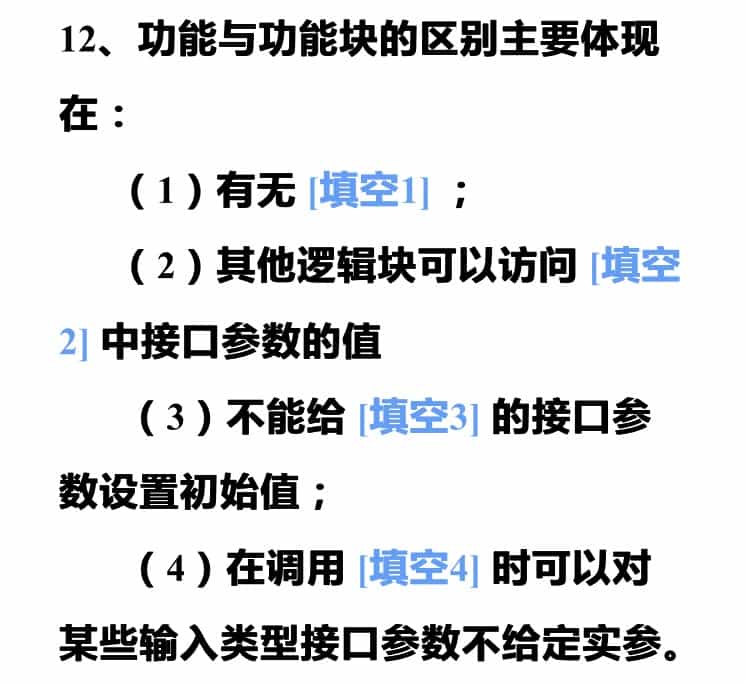 12、功能与功能块的区别主要体现
在：
（1）有无 [填空1] ；
（2）其他逻辑块可以访问 [填空
2] 中接口参数的值
（3）不能给 [填空3] 的接口参
数设置初始值；
（4）在调用 [填空4] 时可以对
某些输入类型接口参数不给定实参。